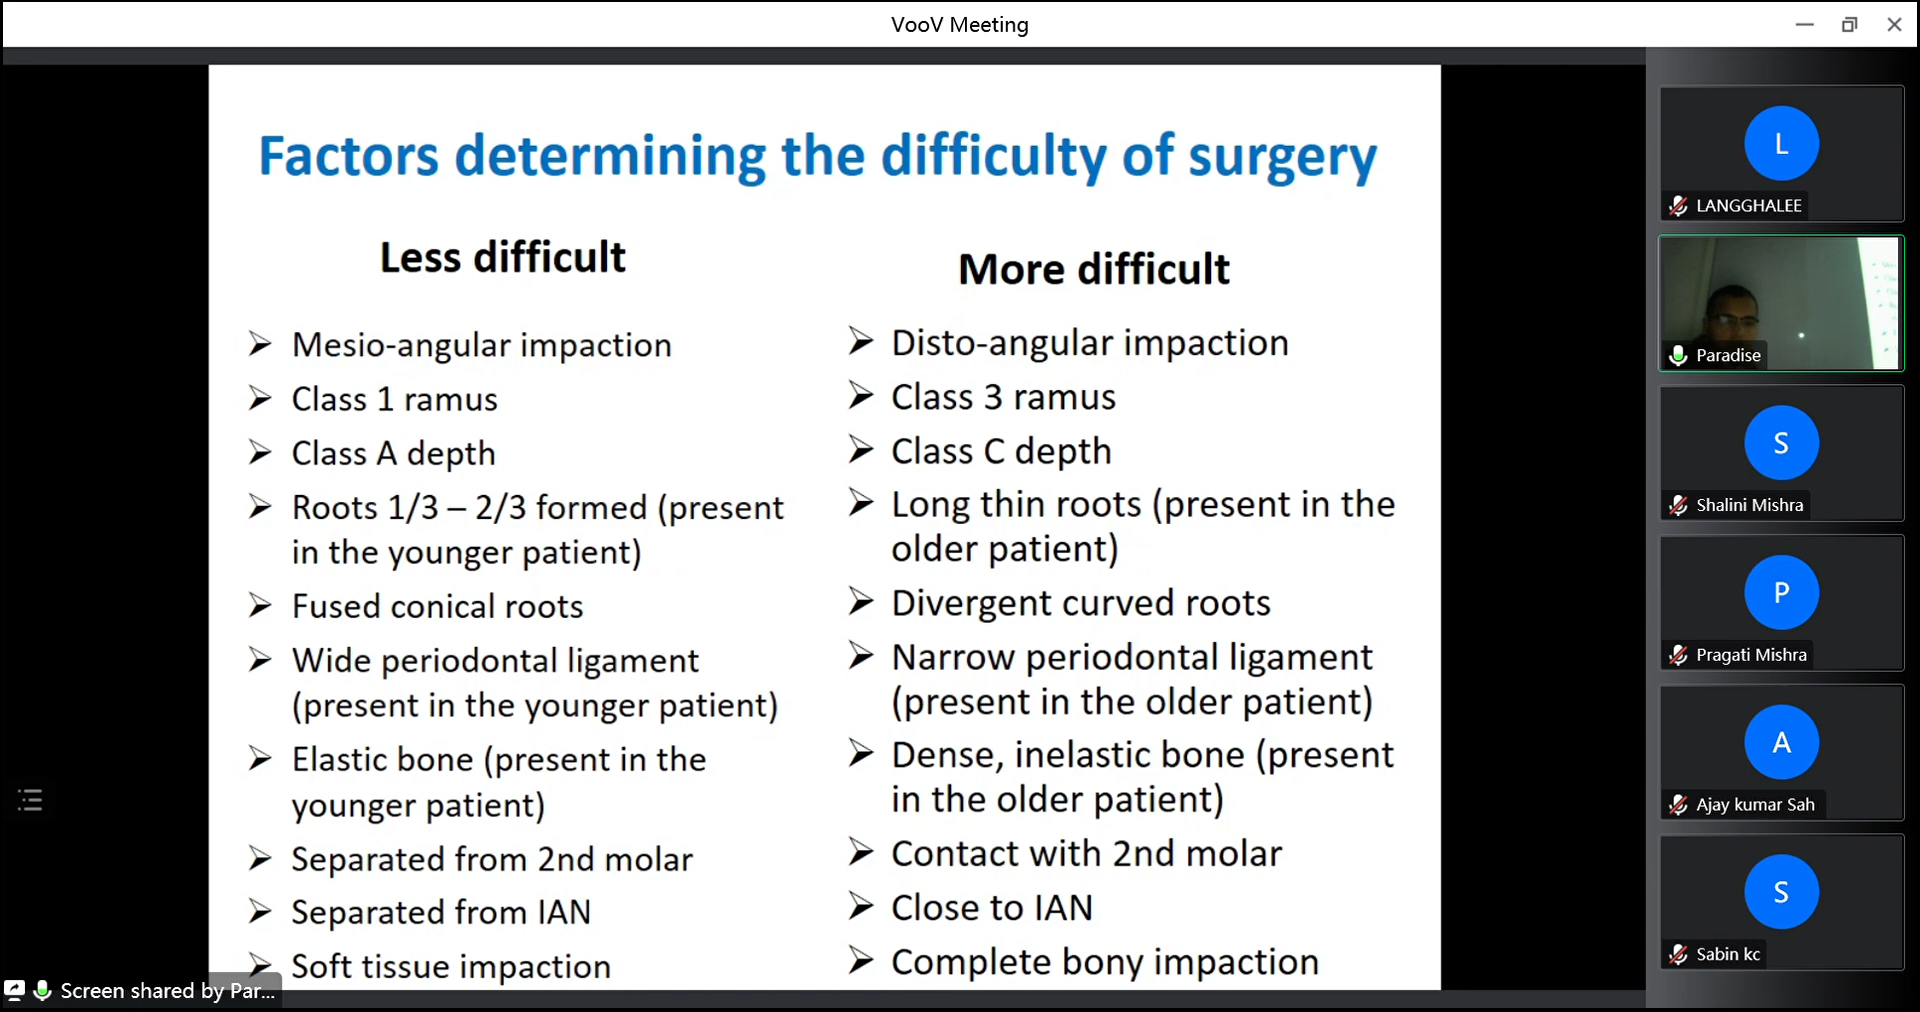 VooV Meeting
Factors determining the difficulty of surgery
Less difficult
Mesio-angular impaction
Class 1 ramus
Class A depth
Roots 1/3 – 2/3 formed (present
in the younger patient)
Fused conical roots
Wide periodontal ligament
(present in the younger patient)
Elastic bone (present in the
younger patient)
Separated from 2nd molar
Separated from IAN
Soft tissue impaction
More difficult
Disto-angular impaction
Class 3 ramus
Class C depth
Long thin roots (present in the
older patient)
Divergent curved roots
Narrow periodontal ligament
(present in the older patient)
Dense, inelastic bone (present
in the older patient)
Contact with 2nd molar
Close to IAN
Complete bony impaction
Screen shared by Par...
L
LANGGHALEE
Paradise
S
Shalini Mishra
P
Pragati Mishra
A
Ajay kumar Sah
S
Sabin kc